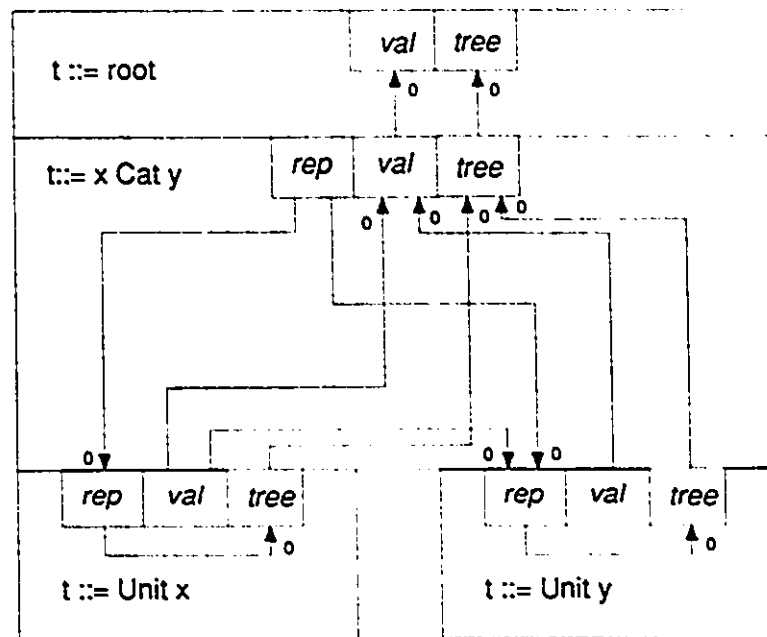 val tree
t ::= root
0 0
rep val tree
t::= x Cat y
0 0 0 0
0 0 0
rep val tree rep val tree
0 0
t ::= Unit x t ::= Unit y